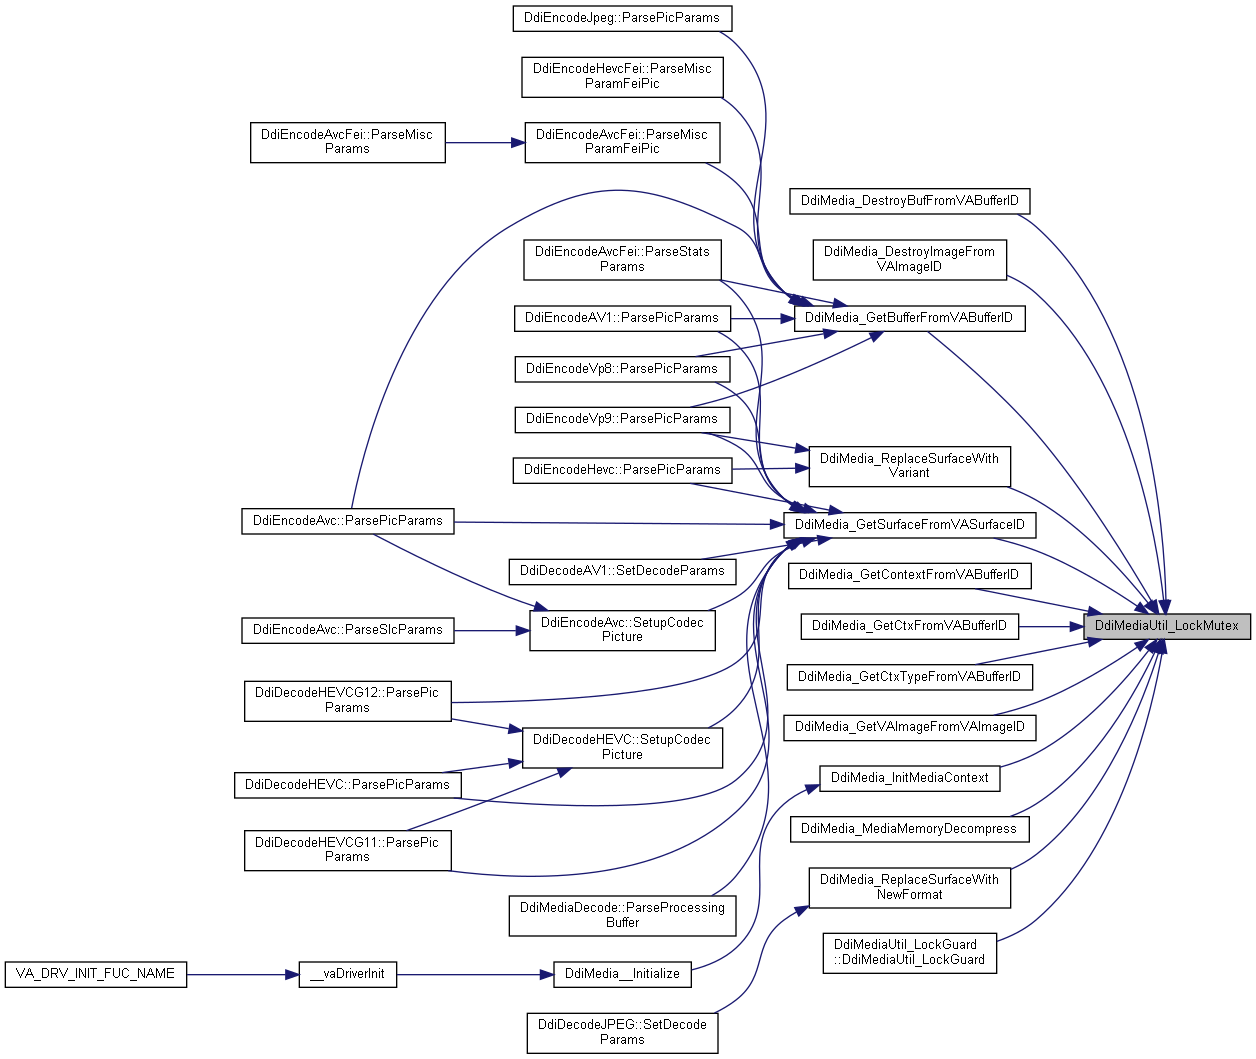 DdiEncodeJpeg::ParsePicParams
DdiEncodeHevcFei::ParseMisc
ParamFeiPic
DdiEncodeAvcFei::ParseMisc
Params
DdiEncodeAvcFei::ParseMisc
ParamFeiPic
DdiMedia_DestroyBufFromVABufferID
DdiEncodeAvcFei::ParseStats
Params
DdiMedia_DestroyImageFrom
VAImageID
DdiEncodeAV1::ParsePicParams
DdiMedia_GetBufferFromVABufferID
DdiEncodeVp8::ParsePicParams
DdiEncodeVp9::ParsePicParams
DdiMedia_ReplaceSurfaceWith
Variant
DdiEncodeHevc::ParsePicParams
DdiEncodeAvc::ParsePicParams
DdiMedia_GetSurfaceFromVASurfaceID
DdiDecodeAV1::SetDecodeParams
DdiMedia_GetContextFromVABufferID
DdiEncodeAvc::ParseSlcParams
DdiEncodeAvc::SetupCodec
Picture
DdiMedia_GetCtxFromVABufferID
DdiMediaUtil_LockMutex
DdiMedia_GetCtxTypeFromVABufferID
DdiDecodeHEVCG12::ParsePic
Params
DdiMedia_GetVAImageFromVAImageID
DdiDecodeHEVC::SetupCodec
Picture
DdiDecodeHEVC::ParsePicParams
DdiMedia_InitMediaContext
DdiMedia_MediaMemoryDecompress
DdiDecodeHEVCG11::ParsePic
Params
DdiMedia_ReplaceSurfaceWith
NewFormat
DdiMediaDecode::ParseProcessing
Buffer
DdiMediaUtil_LockGuard
::DdiMediaUtil_LockGuard
VA_DRV_INIT_FUC_NAME
__vaDriverInit
DdiMedia__Initialize
DdiDecodeJPEG::SetDecode
Params